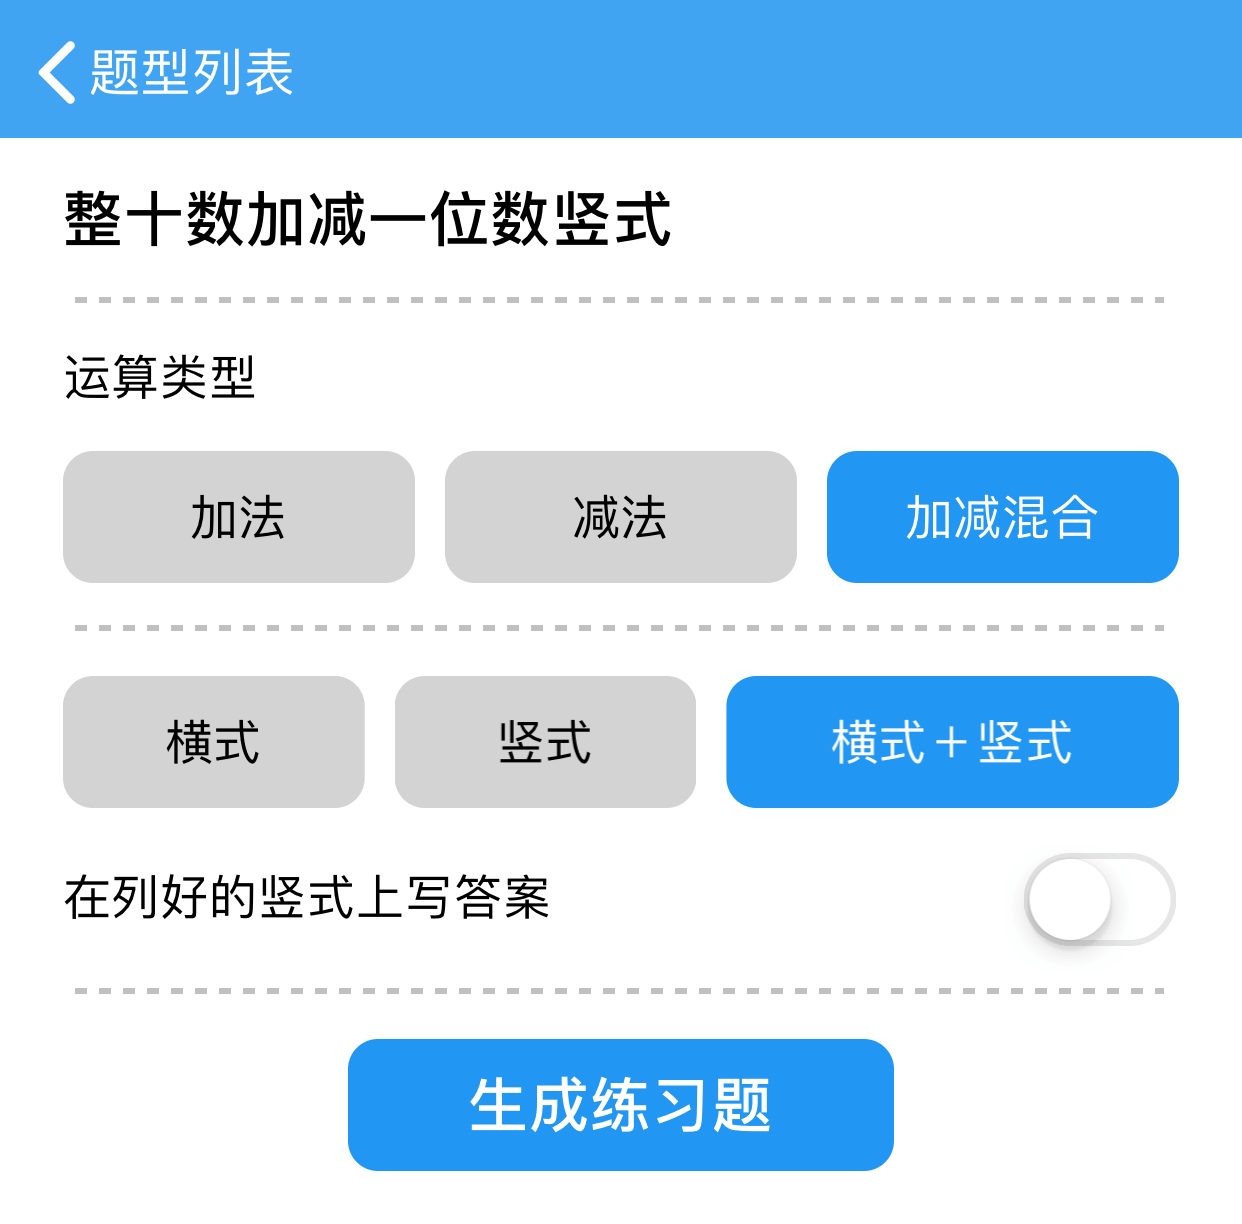 题型列表
整十数加减一位数竖式
运算类型
加法 减法 加减混合
横式 竖式 横式＋竖式
在列好的竖式上写答案
生成练习题